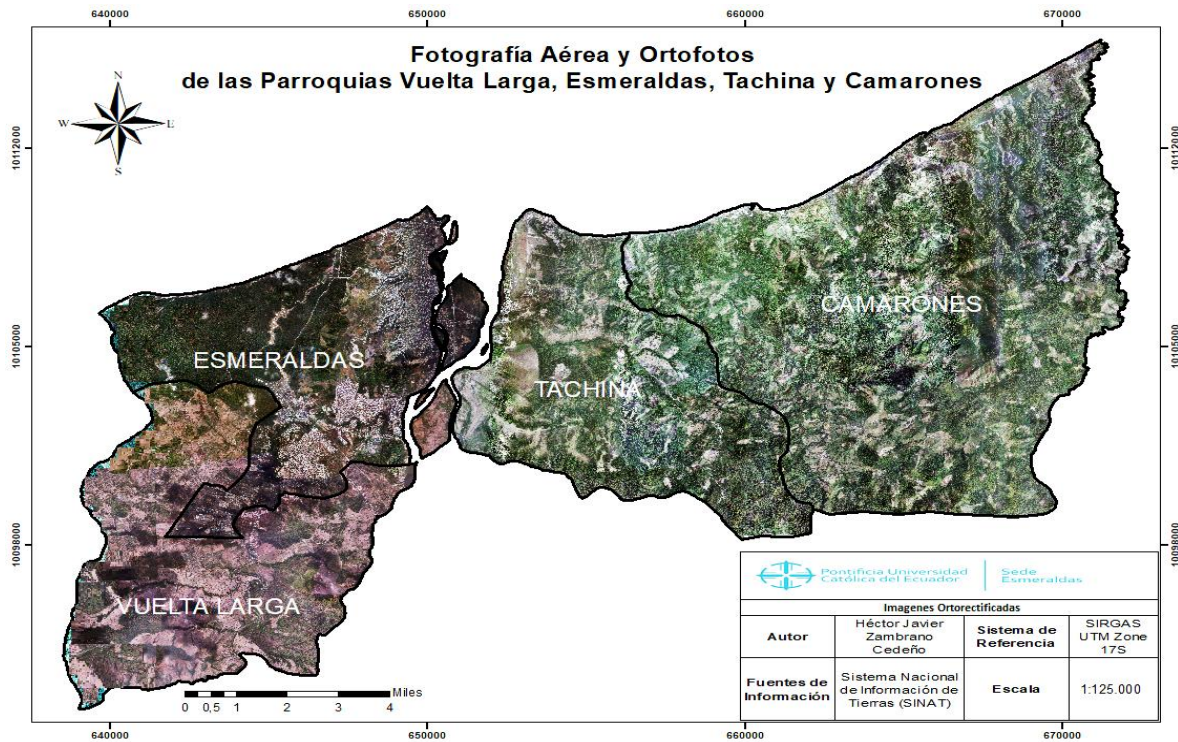 640000 650000 660000 670000
Fotografía Aérea y Ortofotos
de las Parroquias Vuelta Larga, Esmeraldas, Tachina y Camarones
N
W E
S
10112000 10112000
CAMARONES
10105000 10105000
ESMERALDAS
TACHINA
10098000 10098000
VUELTA LARGA
Miles
0 0,5 1 2 3 4
Pontificia Universidad
Católica del Ecuador
Sede
Esmeraldas
Imagenes Ortorectificadas
Autor
Héctor Javier
Zambrano
Cedeño
Sistema de
Referencia
SIRGAS
UTM Zone
17S
Fuentes de
Información
Sistema Nacional
de Información de
Tierras (SINAT)
Escala
1:125.000
640000 650000 660000 670000